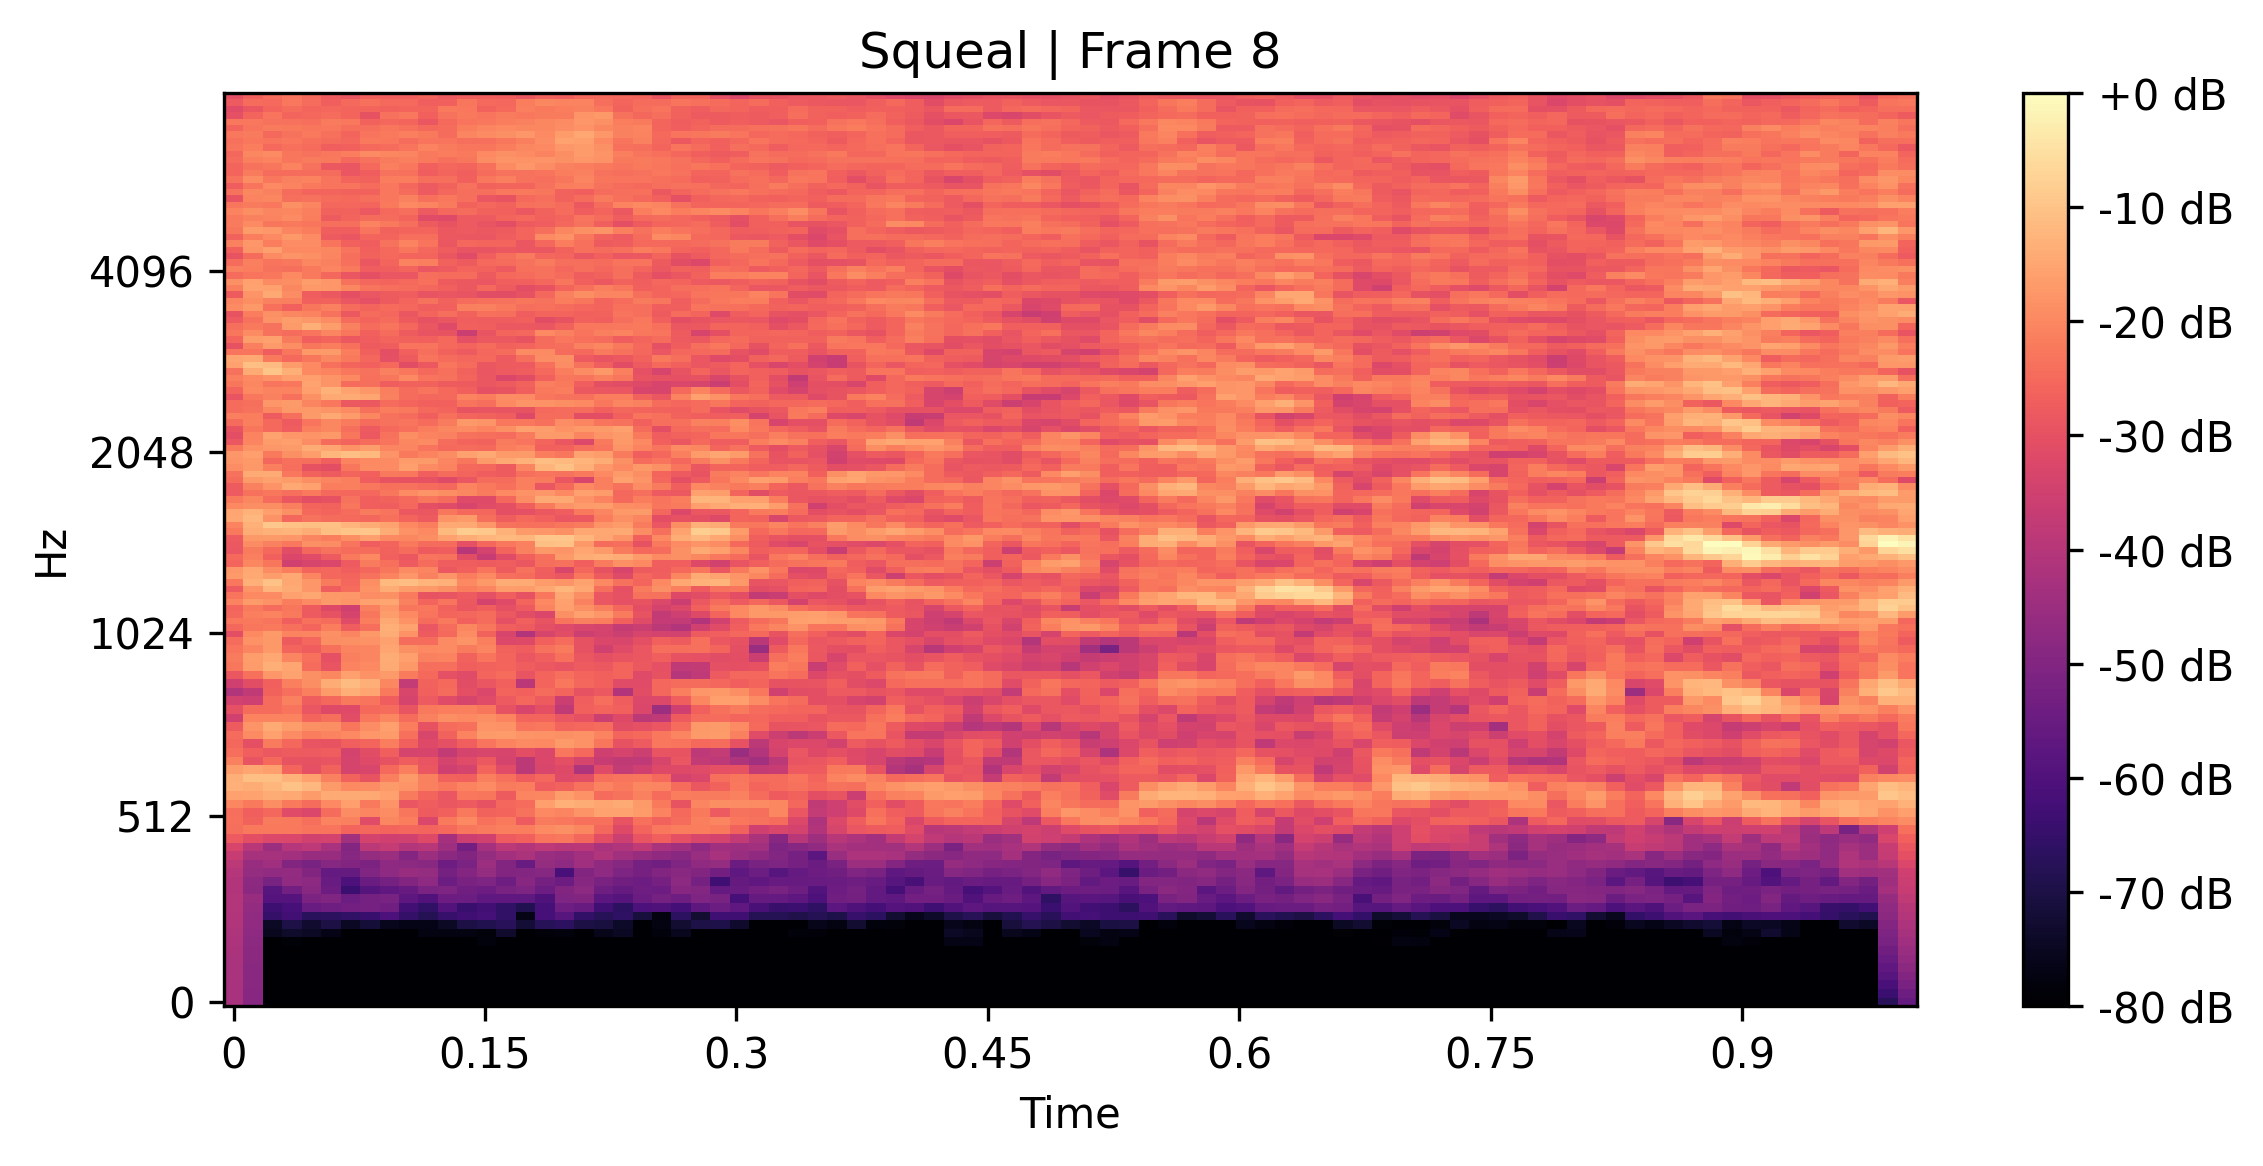 Squeal | Frame 8
+0 dB
-10 dB
-20 dB
-30 dB
-40 dB
-50 dB
-60 dB
-70 dB
-80 dB
Hz
4096
2048
1024
512
0
0 0.15 0.3 0.45 0.6 0.75 0.9
Time